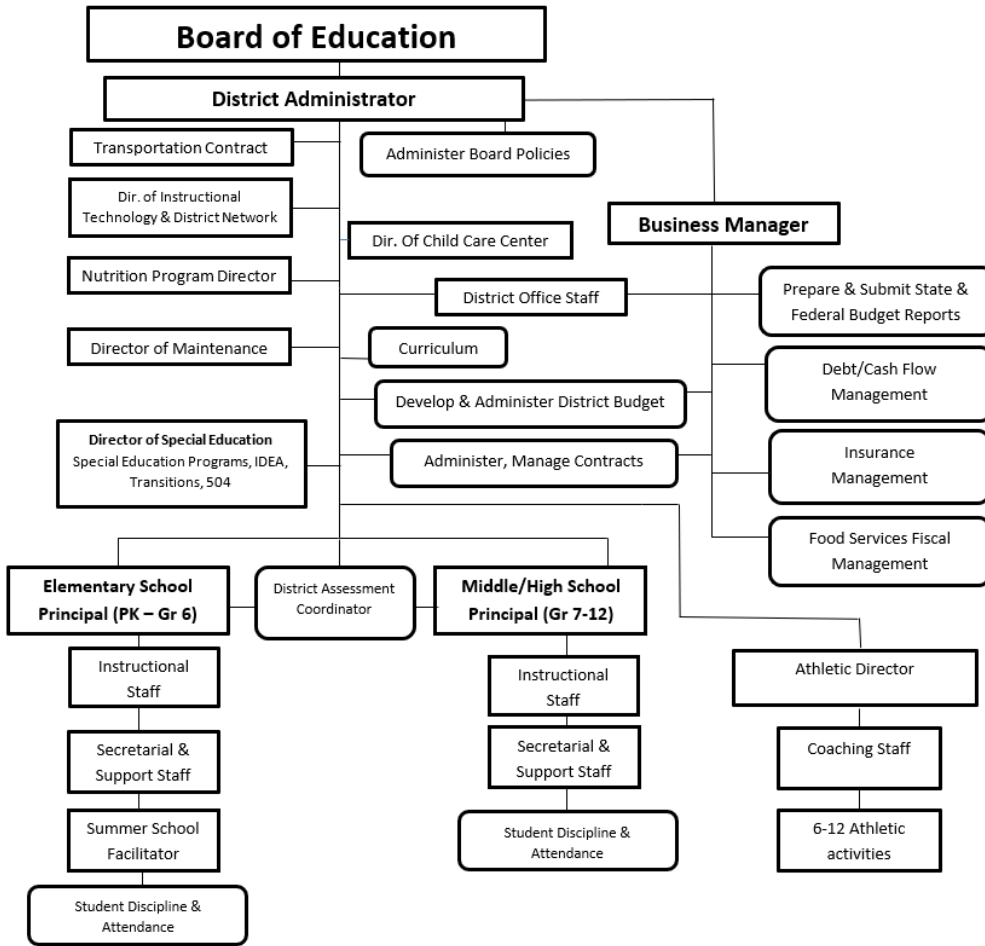 Board of Education
District Administrator
Transportation Contract
Administer Board Policies
Dir. of Instructional
Technology & District Network
Business Manager
Dir. Of Child Care Center
Nutrition Program Director
District Office Staff
Prepare & Submit State &
Federal Budget Reports
Director of Maintenance
Curriculum
Debt/Cash Flow
Management
Develop & Administer District Budget
Director of Special Education
Special Education Programs, IDEA,
Transitions, 504
Administer, Manage Contracts
Insurance
Management
Food Services Fiscal
Management
Elementary School
Principal (PK – Gr 6)
District Assessment
Coordinator
Middle/High School
Principal (Gr 7-12)
Instructional
Staff
Instructional
Staff
Athletic Director
Secretarial &
Support Staff
Secretarial &
Support Staff
Coaching Staff
Summer School
Facilitator
Student Discipline &
Attendance
6-12 Athletic
activities
Student Discipline &
Attendance